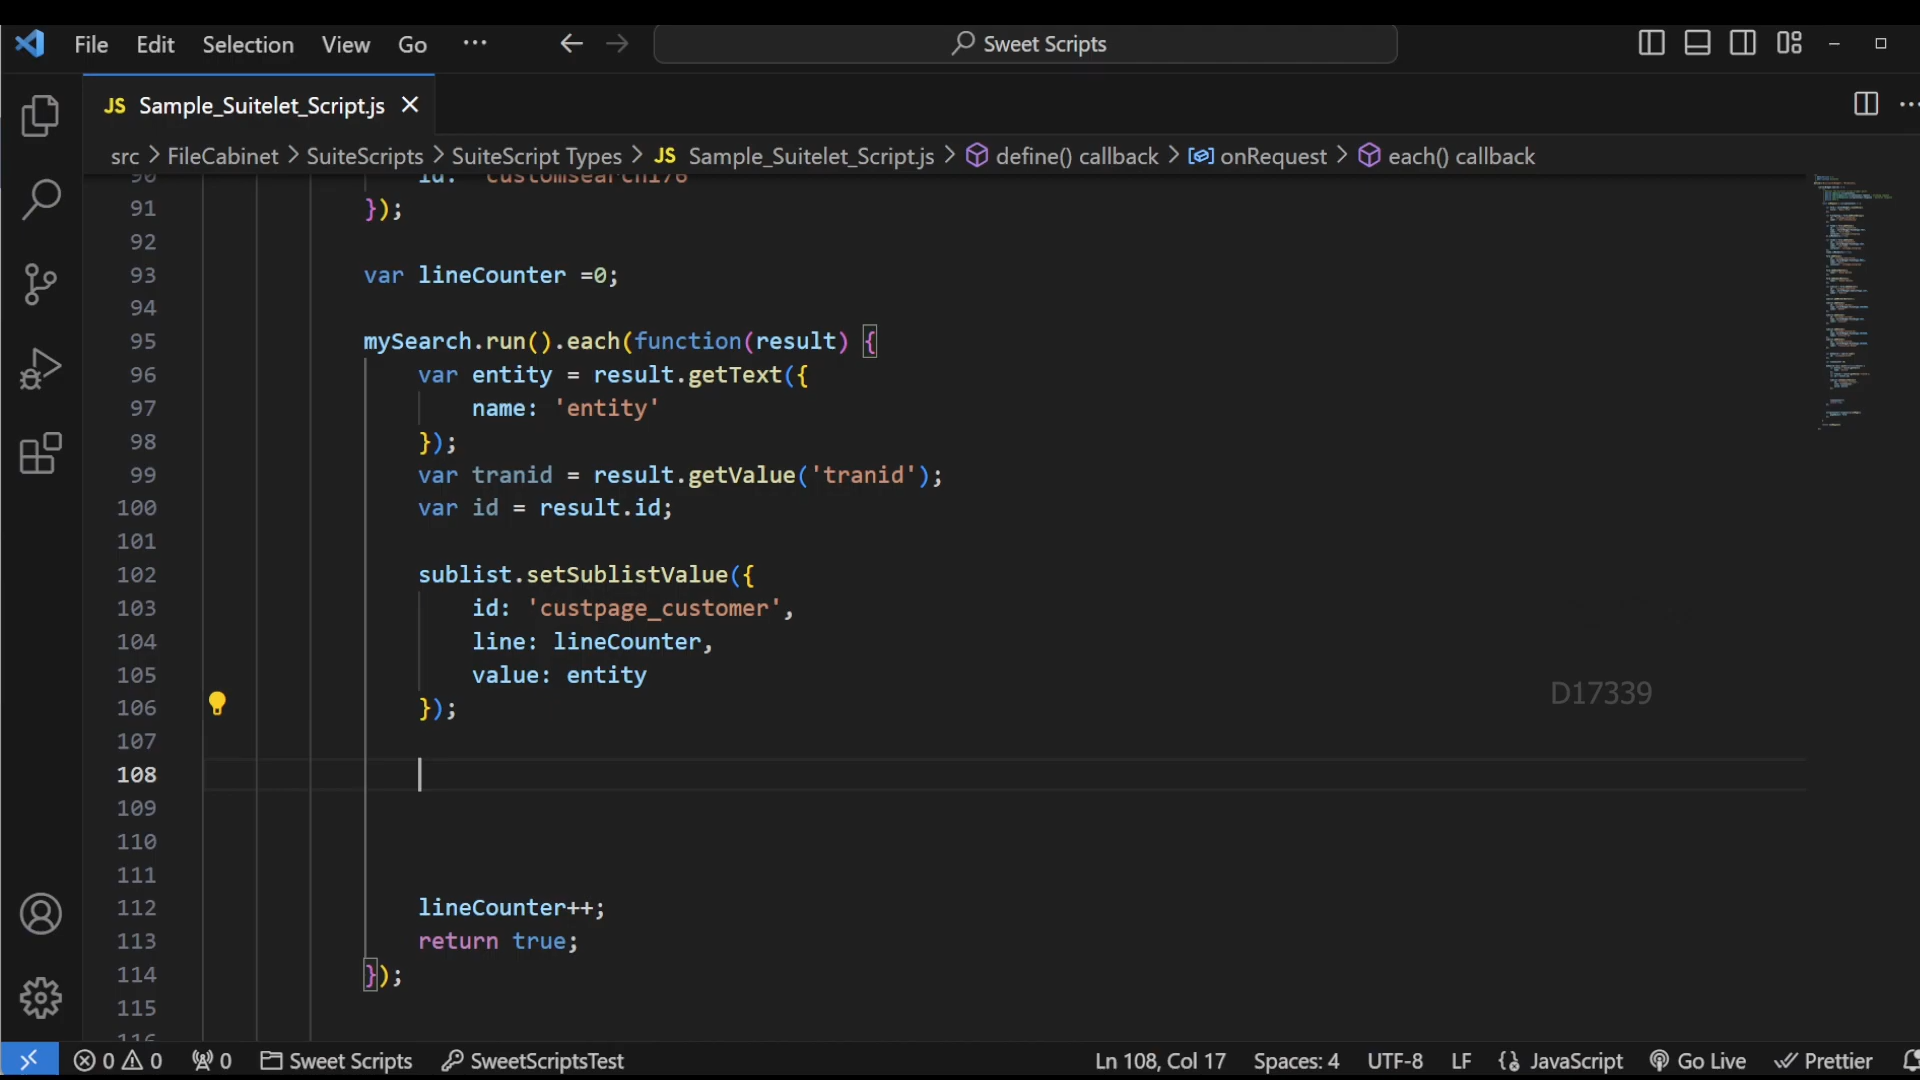 File Edit Selection View Go ··· Sweet Scripts
JS Sample_Suitelet_Script.js
src > FileCabinet > SuiteScripts > SuiteScript Types > JS Sample_Suitelet_Script.js > define() callback > onRequest > each() callback
90 id: 'customsearch176'
91 });
92
93 var lineCounter =0;
94
95 mySearch.run().each(function(result) {
96 var entity = result.getText({
97 name: 'entity'
98 });
99 var tranid = result.getValue('tranid');
100 var id = result.id;
101
102 sublist.setSublistValue({
103 id: 'custpage_customer',
104 line: lineCounter,
105 value: entity
106 });
107
108
109
110
111
112 lineCounter++;
113 return true;
114 });
115
116
D17339
0 0 0 Sweet Scripts SweetScriptsTest Ln 108, Col 17 Spaces: 4 UTF-8 LF JavaScript Go Live Prettier